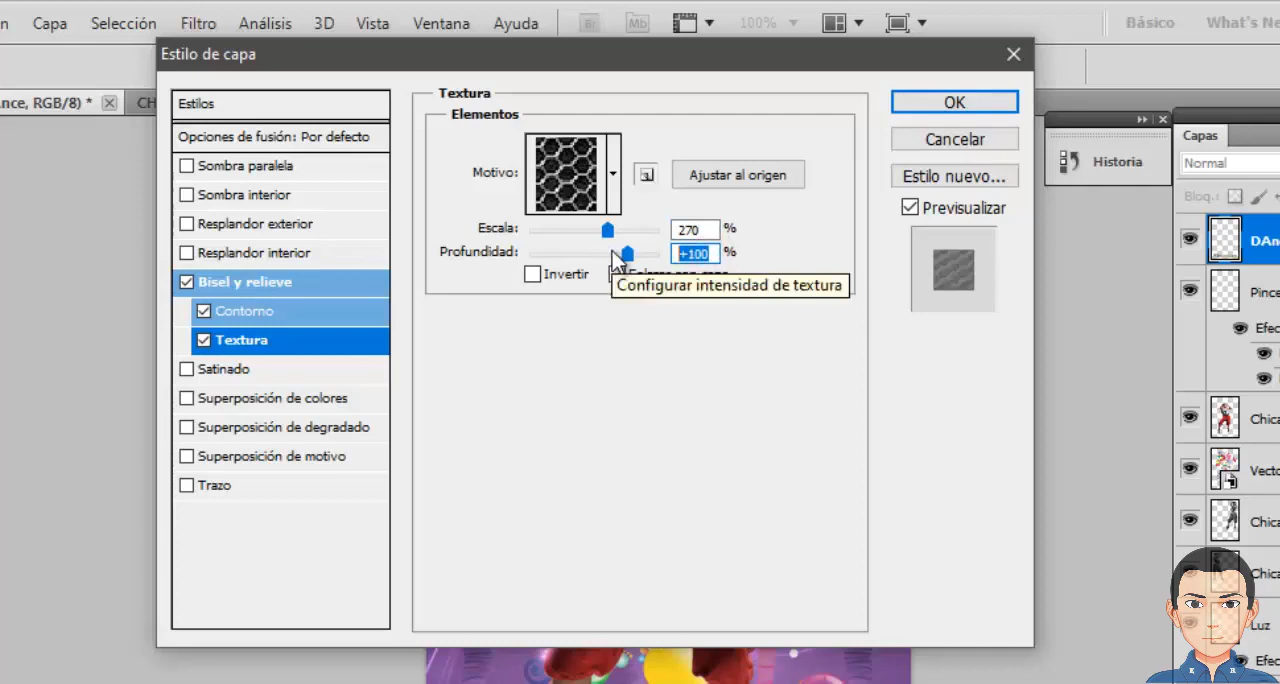 n Capa Selección Filtro Análisis 3D Vista Ventana Ayuda Br Mb 100% Básico What's Ne
Estilo de capa
nce, RGB/8) * CH
Estilos
Opciones de fusión: Por defecto
Sombra paralela
Sombra interior
Resplandor exterior
Resplandor interior
Bisel y relieve
Contorno
Textura
Satinado
Superposición de colores
Superposición de degradado
Superposición de motivo
Trazo
Textura
Elementos
Motivo:
Ajustar al origen
Escala: 270 %
Profundidad: +100 %
Invertir
Configurar intensidad de textura
OK
Cancelar
Estilo nuevo...
Previsualizar
Historia
Capas
Normal
Bloq.:
DAn
Pince
Efec
Chica
Vecto
Chica
Chica
Luz
Efec
K R